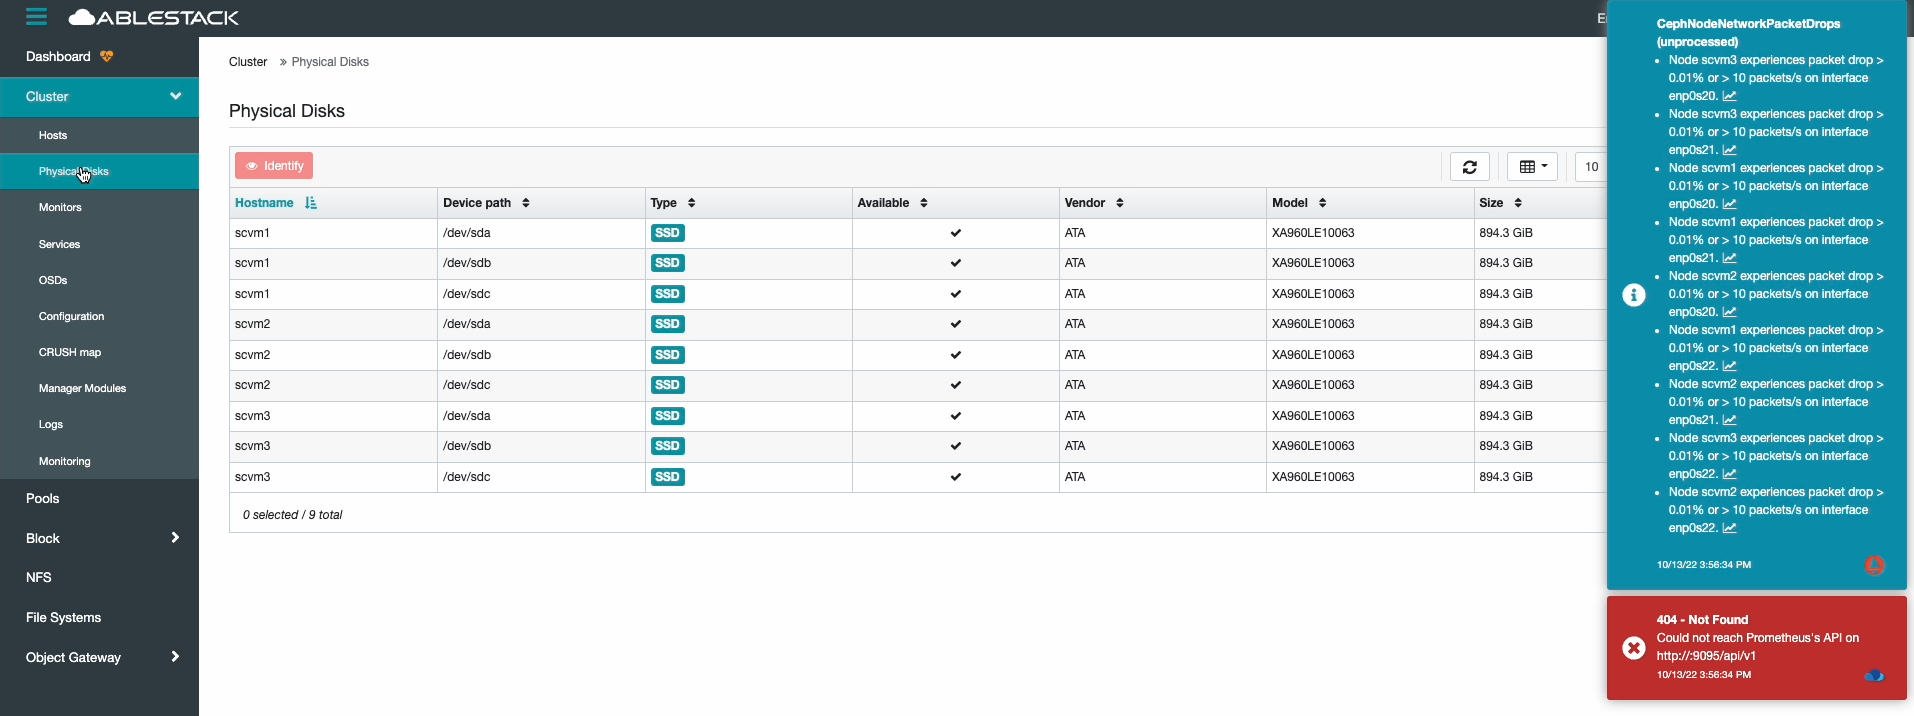 ABLESTACK
Dashboard
Cluster
Hosts
Physical Disks
Monitors
Services
OSDs
Configuration
CRUSH map
Manager Modules
Logs
Monitoring
Pools
Block
NFS
File Systems
Object Gateway
Cluster » Physical Disks
Physical Disks
Identify
10
Hostname Device path Type Available Vendor Model Size
scvm1 /dev/sda SSD ✔ ATA XA960LE10063 894.3 GiB
scvm1 /dev/sdb SSD ✔ ATA XA960LE10063 894.3 GiB
scvm1 /dev/sdc SSD ✔ ATA XA960LE10063 894.3 GiB
scvm2 /dev/sda SSD ✔ ATA XA960LE10063 894.3 GiB
scvm2 /dev/sdb SSD ✔ ATA XA960LE10063 894.3 GiB
scvm2 /dev/sdc SSD ✔ ATA XA960LE10063 894.3 GiB
scvm3 /dev/sda SSD ✔ ATA XA960LE10063 894.3 GiB
scvm3 /dev/sdb SSD ✔ ATA XA960LE10063 894.3 GiB
scvm3 /dev/sdc SSD ✔ ATA XA960LE10063 894.3 GiB
0 selected / 9 total
CephNodeNetworkPacketDrops
(unprocessed)
• Node scvm3 experiences packet drop >
0.01% or > 10 packets/s on interface
enp0s20.
• Node scvm3 experiences packet drop >
0.01% or > 10 packets/s on interface
enp0s21.
• Node scvm1 experiences packet drop >
0.01% or > 10 packets/s on interface
enp0s20.
• Node scvm1 experiences packet drop >
0.01% or > 10 packets/s on interface
enp0s21.
• Node scvm2 experiences packet drop >
0.01% or > 10 packets/s on interface
enp0s20.
• Node scvm1 experiences packet drop >
0.01% or > 10 packets/s on interface
enp0s22.
• Node scvm2 experiences packet drop >
0.01% or > 10 packets/s on interface
enp0s21.
• Node scvm3 experiences packet drop >
0.01% or > 10 packets/s on interface
enp0s22.
• Node scvm2 experiences packet drop >
0.01% or > 10 packets/s on interface
enp0s22.
10/13/22 3:56:34 PM
404 - Not Found
Could not reach Prometheus's API on
http://:9095/api/v1
10/13/22 3:56:34 PM